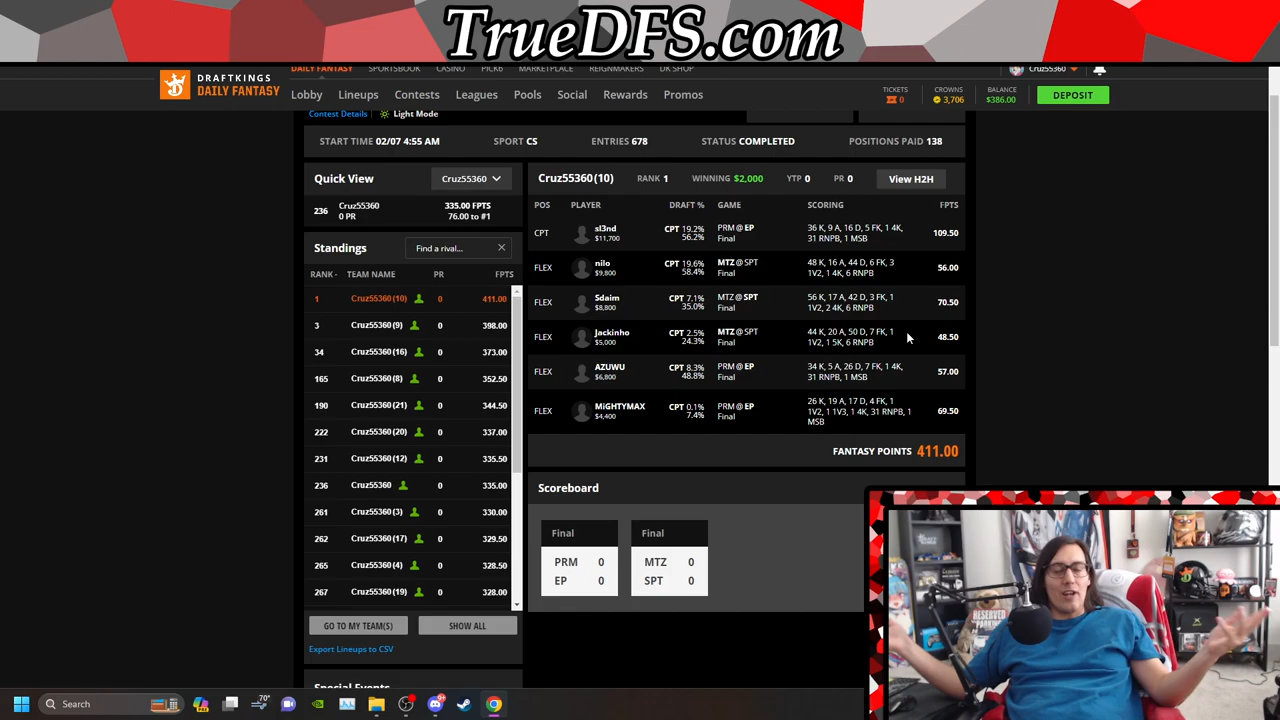 TrueDFS.com
DRAFTKINGS
DAILY FANTASY
DAILY FANTASY SPORTSBOOK CASINO PICK6 MARKETPLACE REIGNMAKERS DK SHOP
Cruz55360
Lobby Lineups Contests Leagues Pools Social Rewards Promos
TICKETS
0
CROWNS
3,706
BALANCE
$386.00
DEPOSIT
Contest Details Light Mode
START TIME 02/07 4:55 AM SPORT CS ENTRIES 678 STATUS COMPLETED POSITIONS PAID 138
Quick View Cruz55360
236 Cruz55360 335.00 FPTS
0 PR 76.00 to #1
Standings Find a rival... X
RANK TEAM NAME PR FPTS
1 Cruz55360 (10) 0 411.00
3 Cruz55360 (9) 0 398.00
34 Cruz55360 (16) 0 373.00
165 Cruz55360 (8) 0 352.50
190 Cruz55360 (21) 0 344.50
222 Cruz55360 (20) 0 337.00
231 Cruz55360 (12) 0 335.50
236 Cruz55360 0 335.00
261 Cruz55360 (3) 0 330.00
262 Cruz55360 (17) 0 329.50
265 Cruz55360 (4) 0 328.50
267 Cruz55360 (19) 0 328.00
GO TO MY TEAM(S) SHOW ALL
Export Lineups to CSV
Special Events
Cruz55360 (10) RANK 1 WINNING $2,000 YTP 0 PR 0 View H2H
POS PLAYER DRAFT % GAME SCORING FPTS
CPT sl3nd CPT 19.2% PRM @ EP 36 K, 9 A, 16 D, 5 FK, 1 4K, 109.50
$11,700 56.2% Final 31 RNPB, 1 MSB
FLEX nilo CPT 19.6% MTZ @ SPT 48 K, 16 A, 44 D, 6 FK, 3 56.00
$9,800 58.4% Final 1V2, 1 4K, 6 RNPB
FLEX Sdaim CPT 7.1% MTZ @ SPT 56 K, 17 A, 42 D, 3 FK, 1 70.50
$8,800 35.0% Final 1V2, 2 4K, 6 RNPB
FLEX Jackinho CPT 2.5% MTZ @ SPT 44 K, 20 A, 50 D, 7 FK, 1 48.50
$5,000 24.3% Final 1V2, 1 5K, 6 RNPB
FLEX AZUWU CPT 8.3% PRM @ EP 34 K, 5 A, 26 D, 7 FK, 1 4K, 57.00
$6,800 48.8% Final 31 RNPB, 1 MSB
FLEX MiGHTYMAX CPT 0.1% PRM @ EP 26 K, 19 A, 17 D, 4 FK, 1 69.50
$4,400 7.4% Final 1V2, 1 1V3, 1 4K, 31 RNPB, 1
MSB
FANTASY POINTS 411.00
Scoreboard
Final Final
PRM 0 MTZ 0
EP 0 SPT 0
RESERVED
PARKING
Search
70°